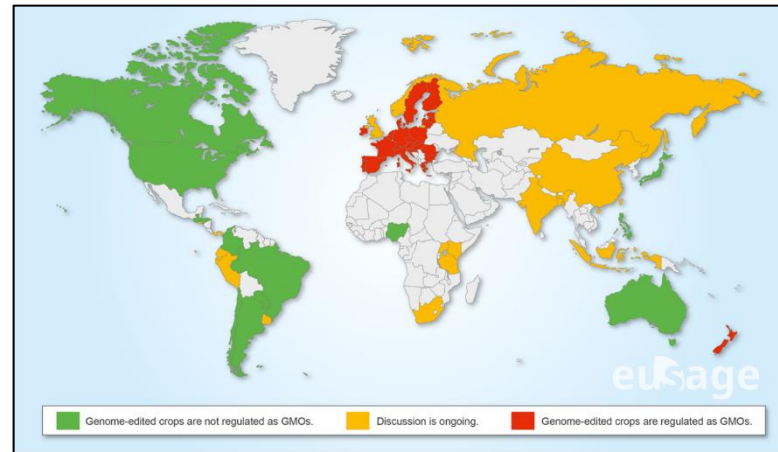 eusage
Genome-edited crops are not regulated as GMOs.
Discussion is ongoing.
Genome-edited crops are regulated as GMOs.